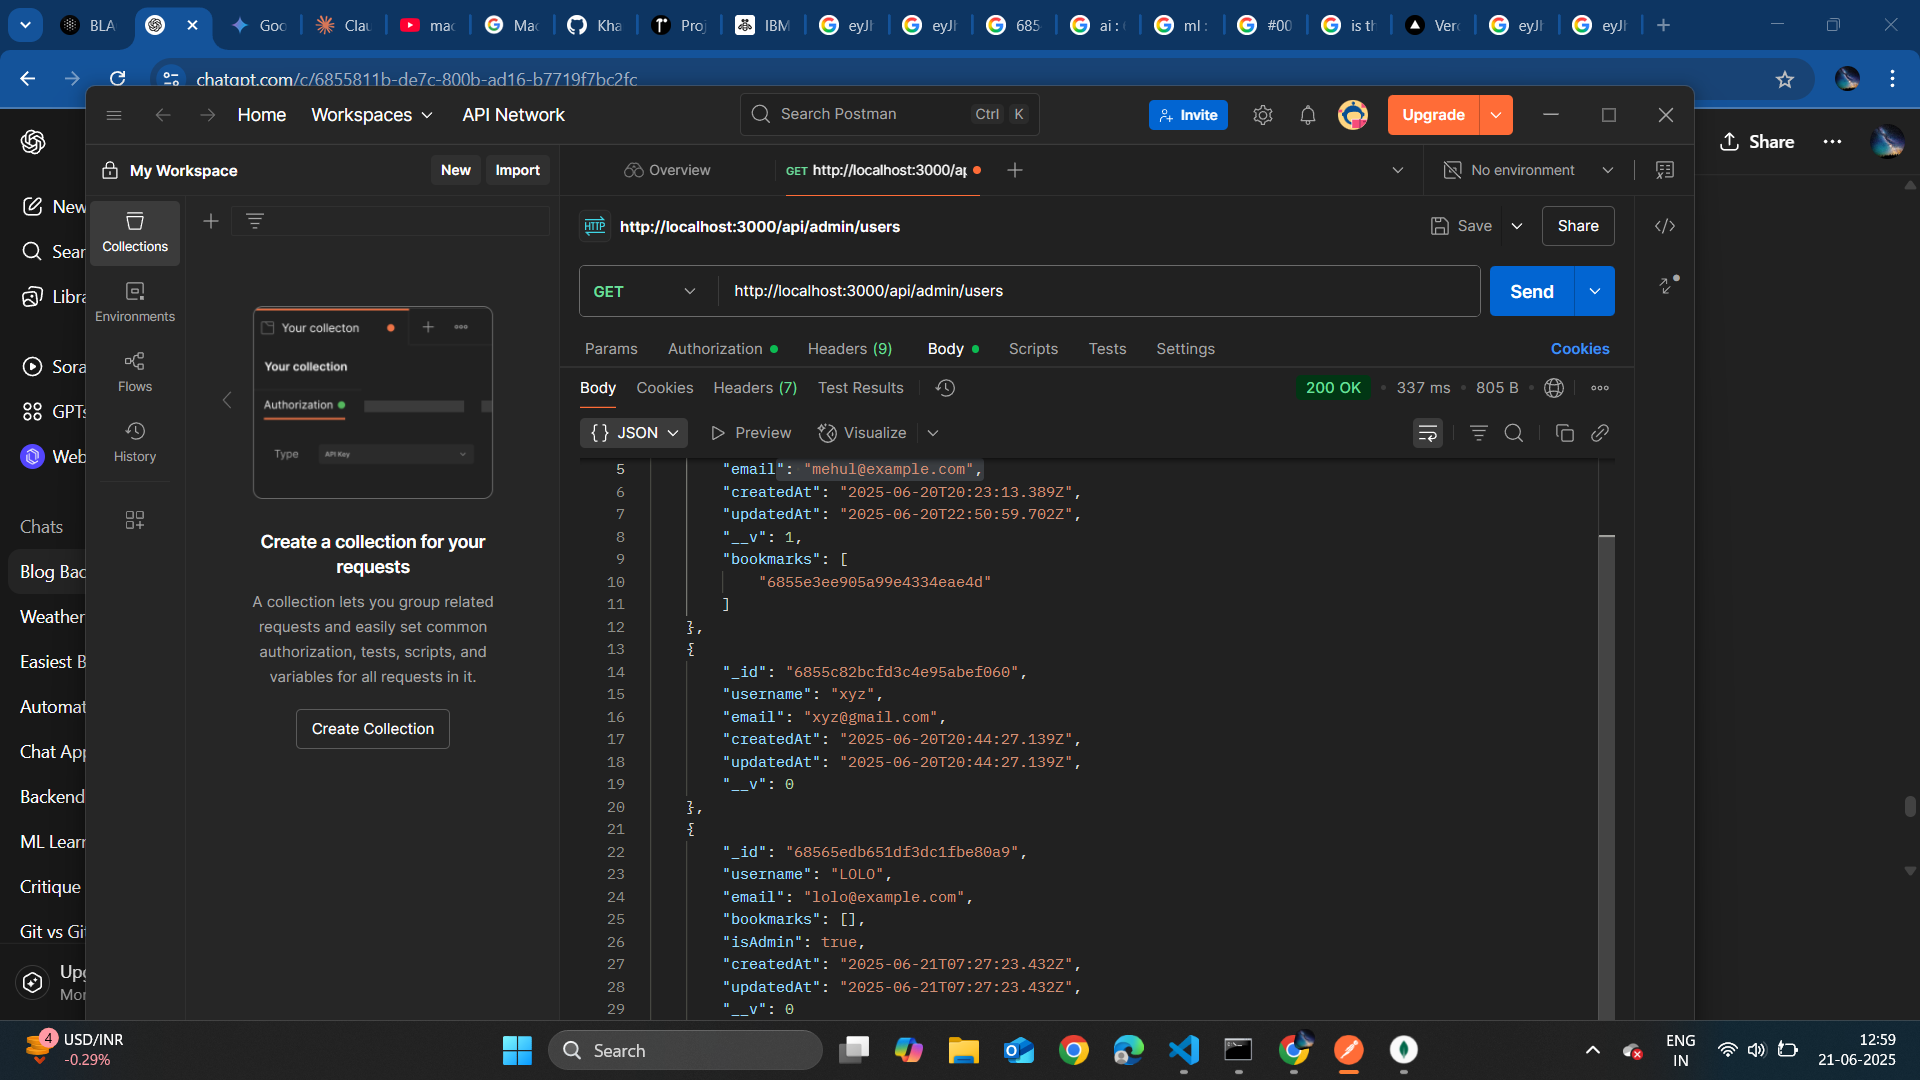 BLA
Goo
Clau
mac
Mac
Kha
Proj
IBM
eyJh
eyJh
685
ai : (
ml :
#00
is th
Verc
eyJh
eyJh
chatgpt.com/c/6855811b-de7c-800b-ad16-b7719f7bc2fc
Home Workspaces API Network
Search Postman Ctrl K
Invite
Upgrade
Share
My Workspace New Import
Overview
GET http://localhost:3000/ap
No environment
New
Sear
Libra
Sora
GPTs
Web
Chats
Blog Bac
Weather
Easiest B
Automat
Chat App
Backend
ML Learn
Critique
Git vs Git
Upg
Mor
Collections
Environments
Flows
History
Your collecton
Your collection
Authorization
Type API Key
Create a collection for your
requests
A collection lets you group related
requests and easily set common
authorization, tests, scripts, and
variables for all requests in it.
Create Collection
HTTP http://localhost:3000/api/admin/users
Save Share
GET http://localhost:3000/api/admin/users
Send
Params Authorization Headers (9) Body Scripts Tests Settings Cookies
Body Cookies Headers (7) Test Results 200 OK 337 ms 805 B
{} JSON Preview Visualize
5 "email": "mehul@example.com",
6 "createdAt": "2025-06-20T20:23:13.389Z",
7 "updatedAt": "2025-06-20T22:50:59.702Z",
8 "__v": 1,
9 "bookmarks": [
10 "6855e3ee905a99e4334eae4d"
11 ]
12 },
13 {
14 "_id": "6855c82bcfd3c4e95abef060",
15 "username": "xyz",
16 "email": "xyz@gmail.com",
17 "createdAt": "2025-06-20T20:44:27.139Z",
18 "updatedAt": "2025-06-20T20:44:27.139Z",
19 "__v": 0
20 },
21 {
22 "_id": "68565edb651df3dc1fbe80a9",
23 "username": "LOLO",
24 "email": "lolo@example.com",
25 "bookmarks": [],
26 "isAdmin": true,
27 "createdAt": "2025-06-21T07:27:23.432Z",
28 "updatedAt": "2025-06-21T07:27:23.432Z",
29 "__v": 0
4
USD/INR
-0.29%
Search
ENG
IN
12:59
21-06-2025